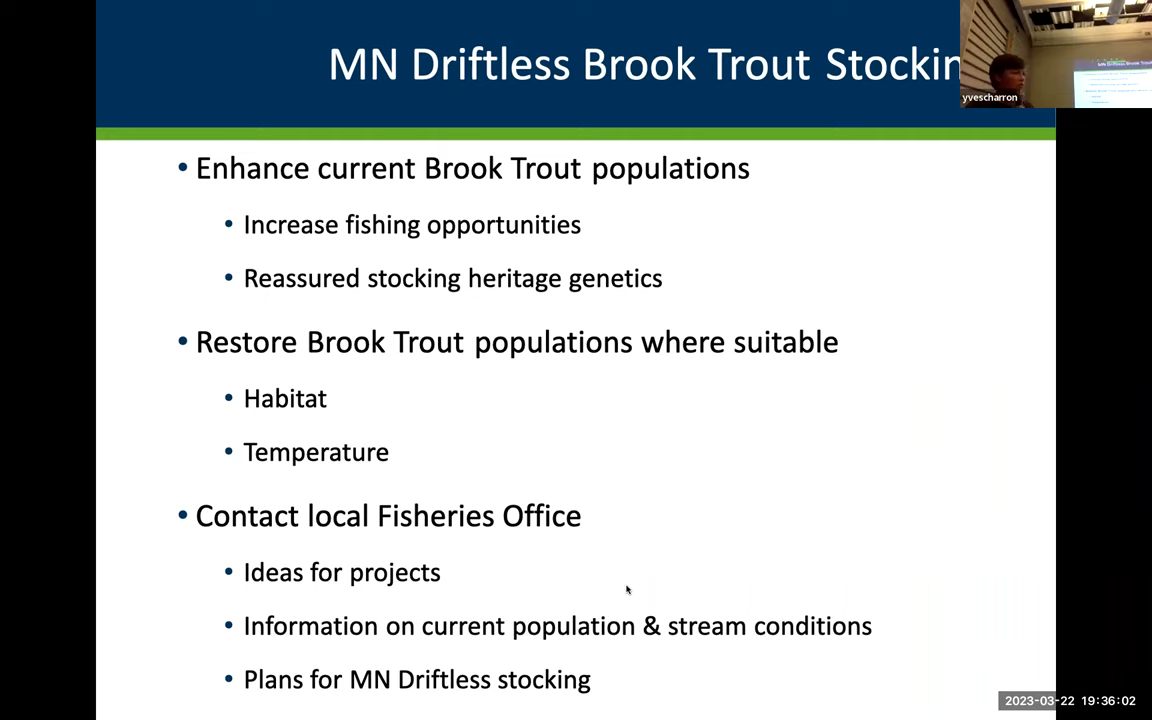 MN Driftless Brook Trout Stockin
yvescharron
• Enhance current Brook Trout populations
• Increase fishing opportunities
• Reassured stocking heritage genetics
• Restore Brook Trout populations where suitable
• Habitat
• Temperature
• Contact local Fisheries Office
• Ideas for projects
• Information on current population & stream conditions
• Plans for MN Driftless stocking
2023-03-22 19:36:02